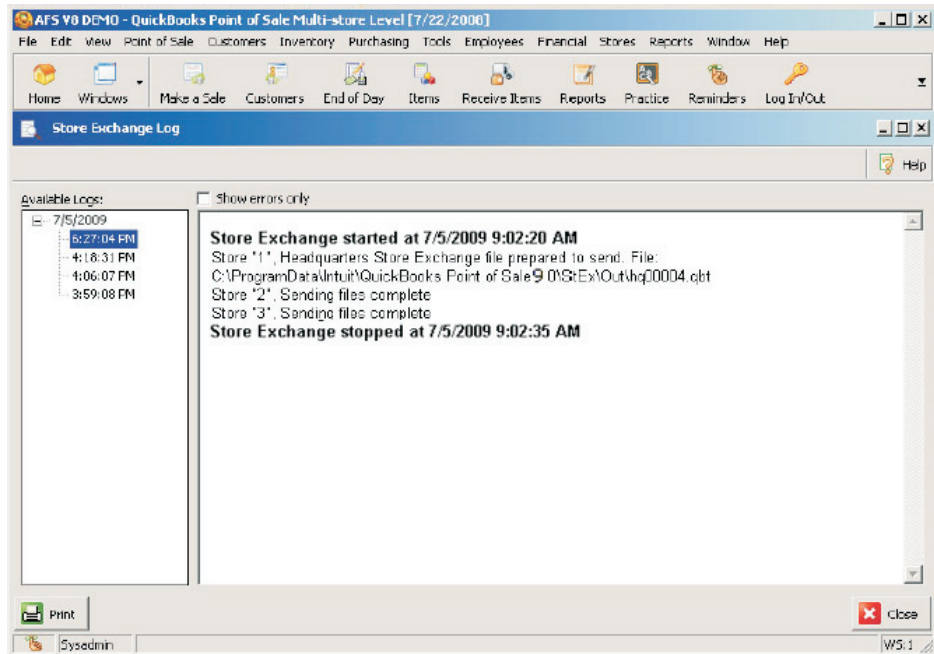 AFS V8 DEMO - QuickBooks Point of Sale Multi-store Level [7/22/2008]
File Edit View Point of Sale Customers Inventory Purchasing Tools Employees Financial Stores Reports Window Help
Home Windows Make a Sale Customers End of Day Items Receive Items Reports Practice Reminders Log In/Out
Store Exchange Log
Help
Available Logs:
Show errors only
7/5/2009
6:27:04 PM
4:18:31 PM
4:06:07 PM
3:59:08 PM
Store Exchange started at 7/5/2009 9:02:20 AM
Store "1", Headquarters Store Exchange file prepared to send. File:
C:\ProgramData\Intuit\QuickBooks Point of Sale 9 0\StEx\Out\hq00004.qbt
Store "2", Sending files complete
Store "3", Sending files complete
Store Exchange stopped at 7/5/2009 9:02:35 AM
Print
Close
Sysadmin
WS:1